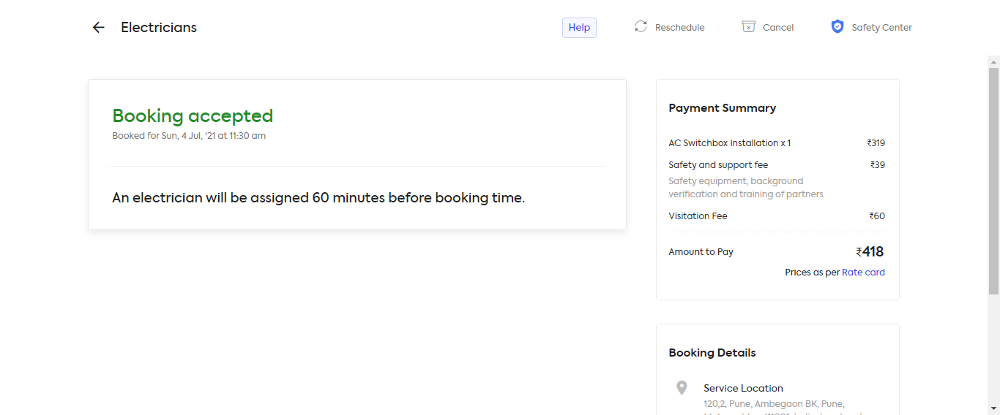 Electricians
Help
Reschedule
Cancel
Safety Center
Booking accepted
Booked for Sun, 4 Jul, '21 at 11:30 am
An electrician will be assigned 60 minutes before booking time.
Payment Summary
AC Switchbox Installation x 1 ₹319
Safety and support fee ₹39
Safety equipment, background
verification and training of partners
Visitation Fee ₹60
Amount to Pay ₹418
Prices as per Rate card
Booking Details
Service Location
120,2, Pune, Ambegaon BK, Pune,